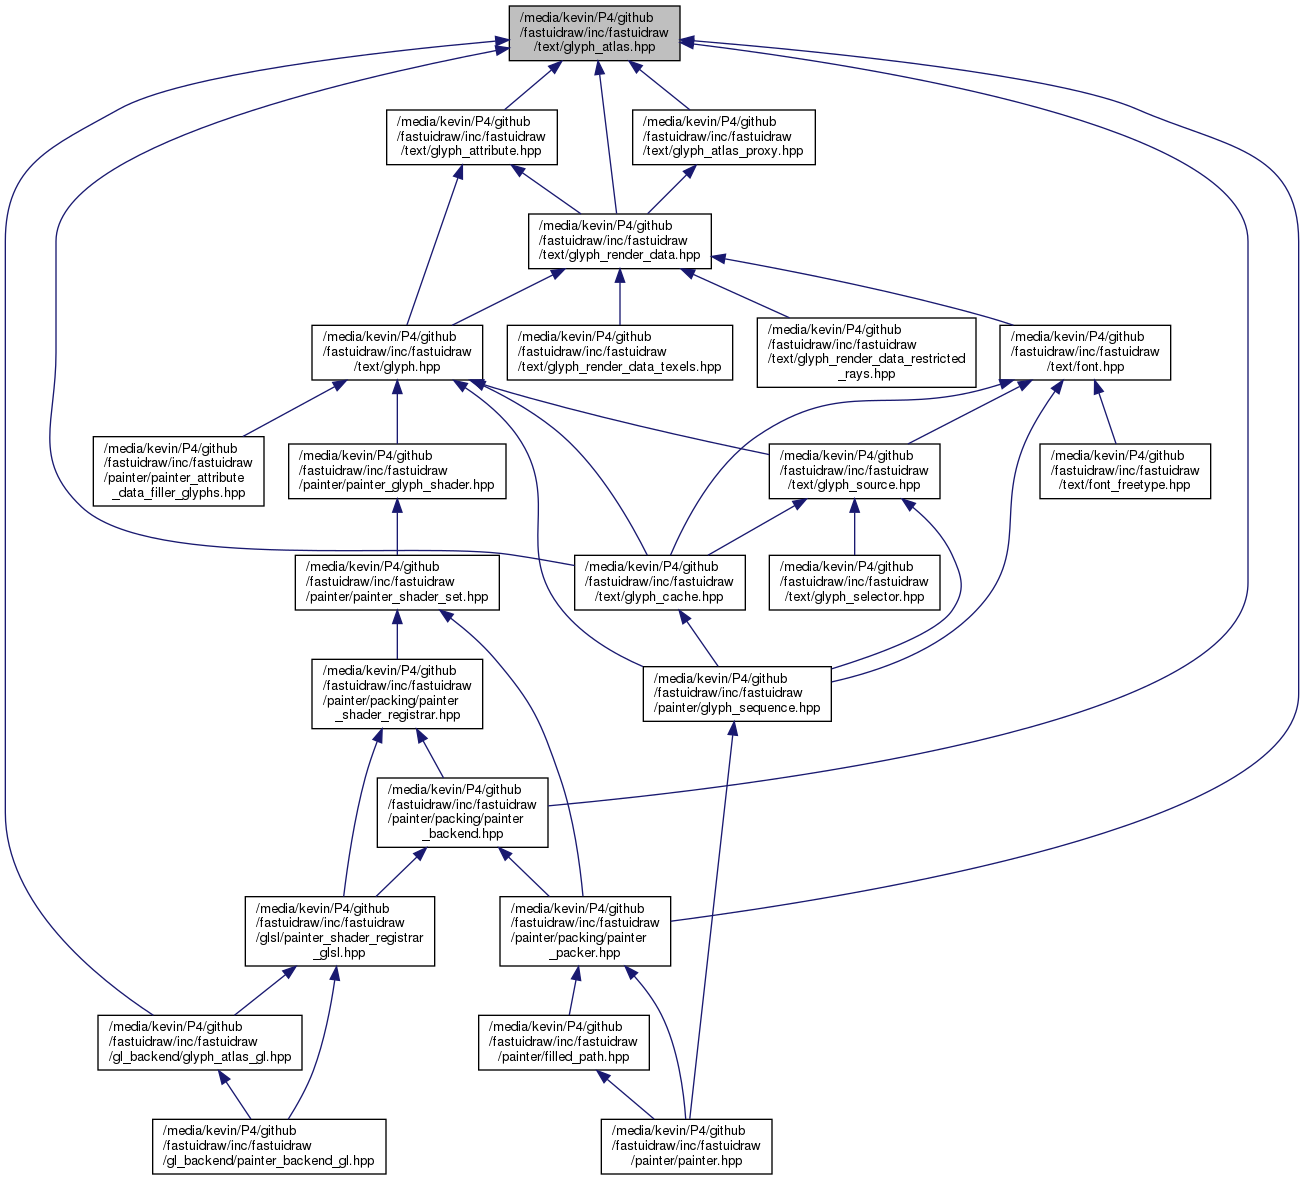 /media/kevin/P4/github
/fastuidraw/inc/fastuidraw
/text/glyph_atlas.hpp
/media/kevin/P4/github
/fastuidraw/inc/fastuidraw
/text/glyph_attribute.hpp
/media/kevin/P4/github
/fastuidraw/inc/fastuidraw
/text/glyph_atlas_proxy.hpp
/media/kevin/P4/github
/fastuidraw/inc/fastuidraw
/text/glyph_render_data.hpp
/media/kevin/P4/github
/fastuidraw/inc/fastuidraw
/text/glyph.hpp
/media/kevin/P4/github
/fastuidraw/inc/fastuidraw
/text/glyph_render_data_texels.hpp
/media/kevin/P4/github
/fastuidraw/inc/fastuidraw
/text/glyph_render_data_restricted
_rays.hpp
/media/kevin/P4/github
/fastuidraw/inc/fastuidraw
/text/font.hpp
/media/kevin/P4/github
/fastuidraw/inc/fastuidraw
/painter/painter_attribute
_data_filler_glyphs.hpp
/media/kevin/P4/github
/fastuidraw/inc/fastuidraw
/painter/painter_glyph_shader.hpp
/media/kevin/P4/github
/fastuidraw/inc/fastuidraw
/text/glyph_source.hpp
/media/kevin/P4/github
/fastuidraw/inc/fastuidraw
/text/font_freetype.hpp
/media/kevin/P4/github
/fastuidraw/inc/fastuidraw
/painter/painter_shader_set.hpp
/media/kevin/P4/github
/fastuidraw/inc/fastuidraw
/text/glyph_cache.hpp
/media/kevin/P4/github
/fastuidraw/inc/fastuidraw
/text/glyph_selector.hpp
/media/kevin/P4/github
/fastuidraw/inc/fastuidraw
/painter/packing/painter
_shader_registrar.hpp
/media/kevin/P4/github
/fastuidraw/inc/fastuidraw
/painter/glyph_sequence.hpp
/media/kevin/P4/github
/fastuidraw/inc/fastuidraw
/painter/packing/painter
_backend.hpp
/media/kevin/P4/github
/fastuidraw/inc/fastuidraw
/glsl/painter_shader_registrar
_glsl.hpp
/media/kevin/P4/github
/fastuidraw/inc/fastuidraw
/painter/packing/painter
_packer.hpp
/media/kevin/P4/github
/fastuidraw/inc/fastuidraw
/gl_backend/glyph_atlas_gl.hpp
/media/kevin/P4/github
/fastuidraw/inc/fastuidraw
/painter/filled_path.hpp
/media/kevin/P4/github
/fastuidraw/inc/fastuidraw
/gl_backend/painter_backend_gl.hpp
/media/kevin/P4/github
/fastuidraw/inc/fastuidraw
/painter/painter.hpp